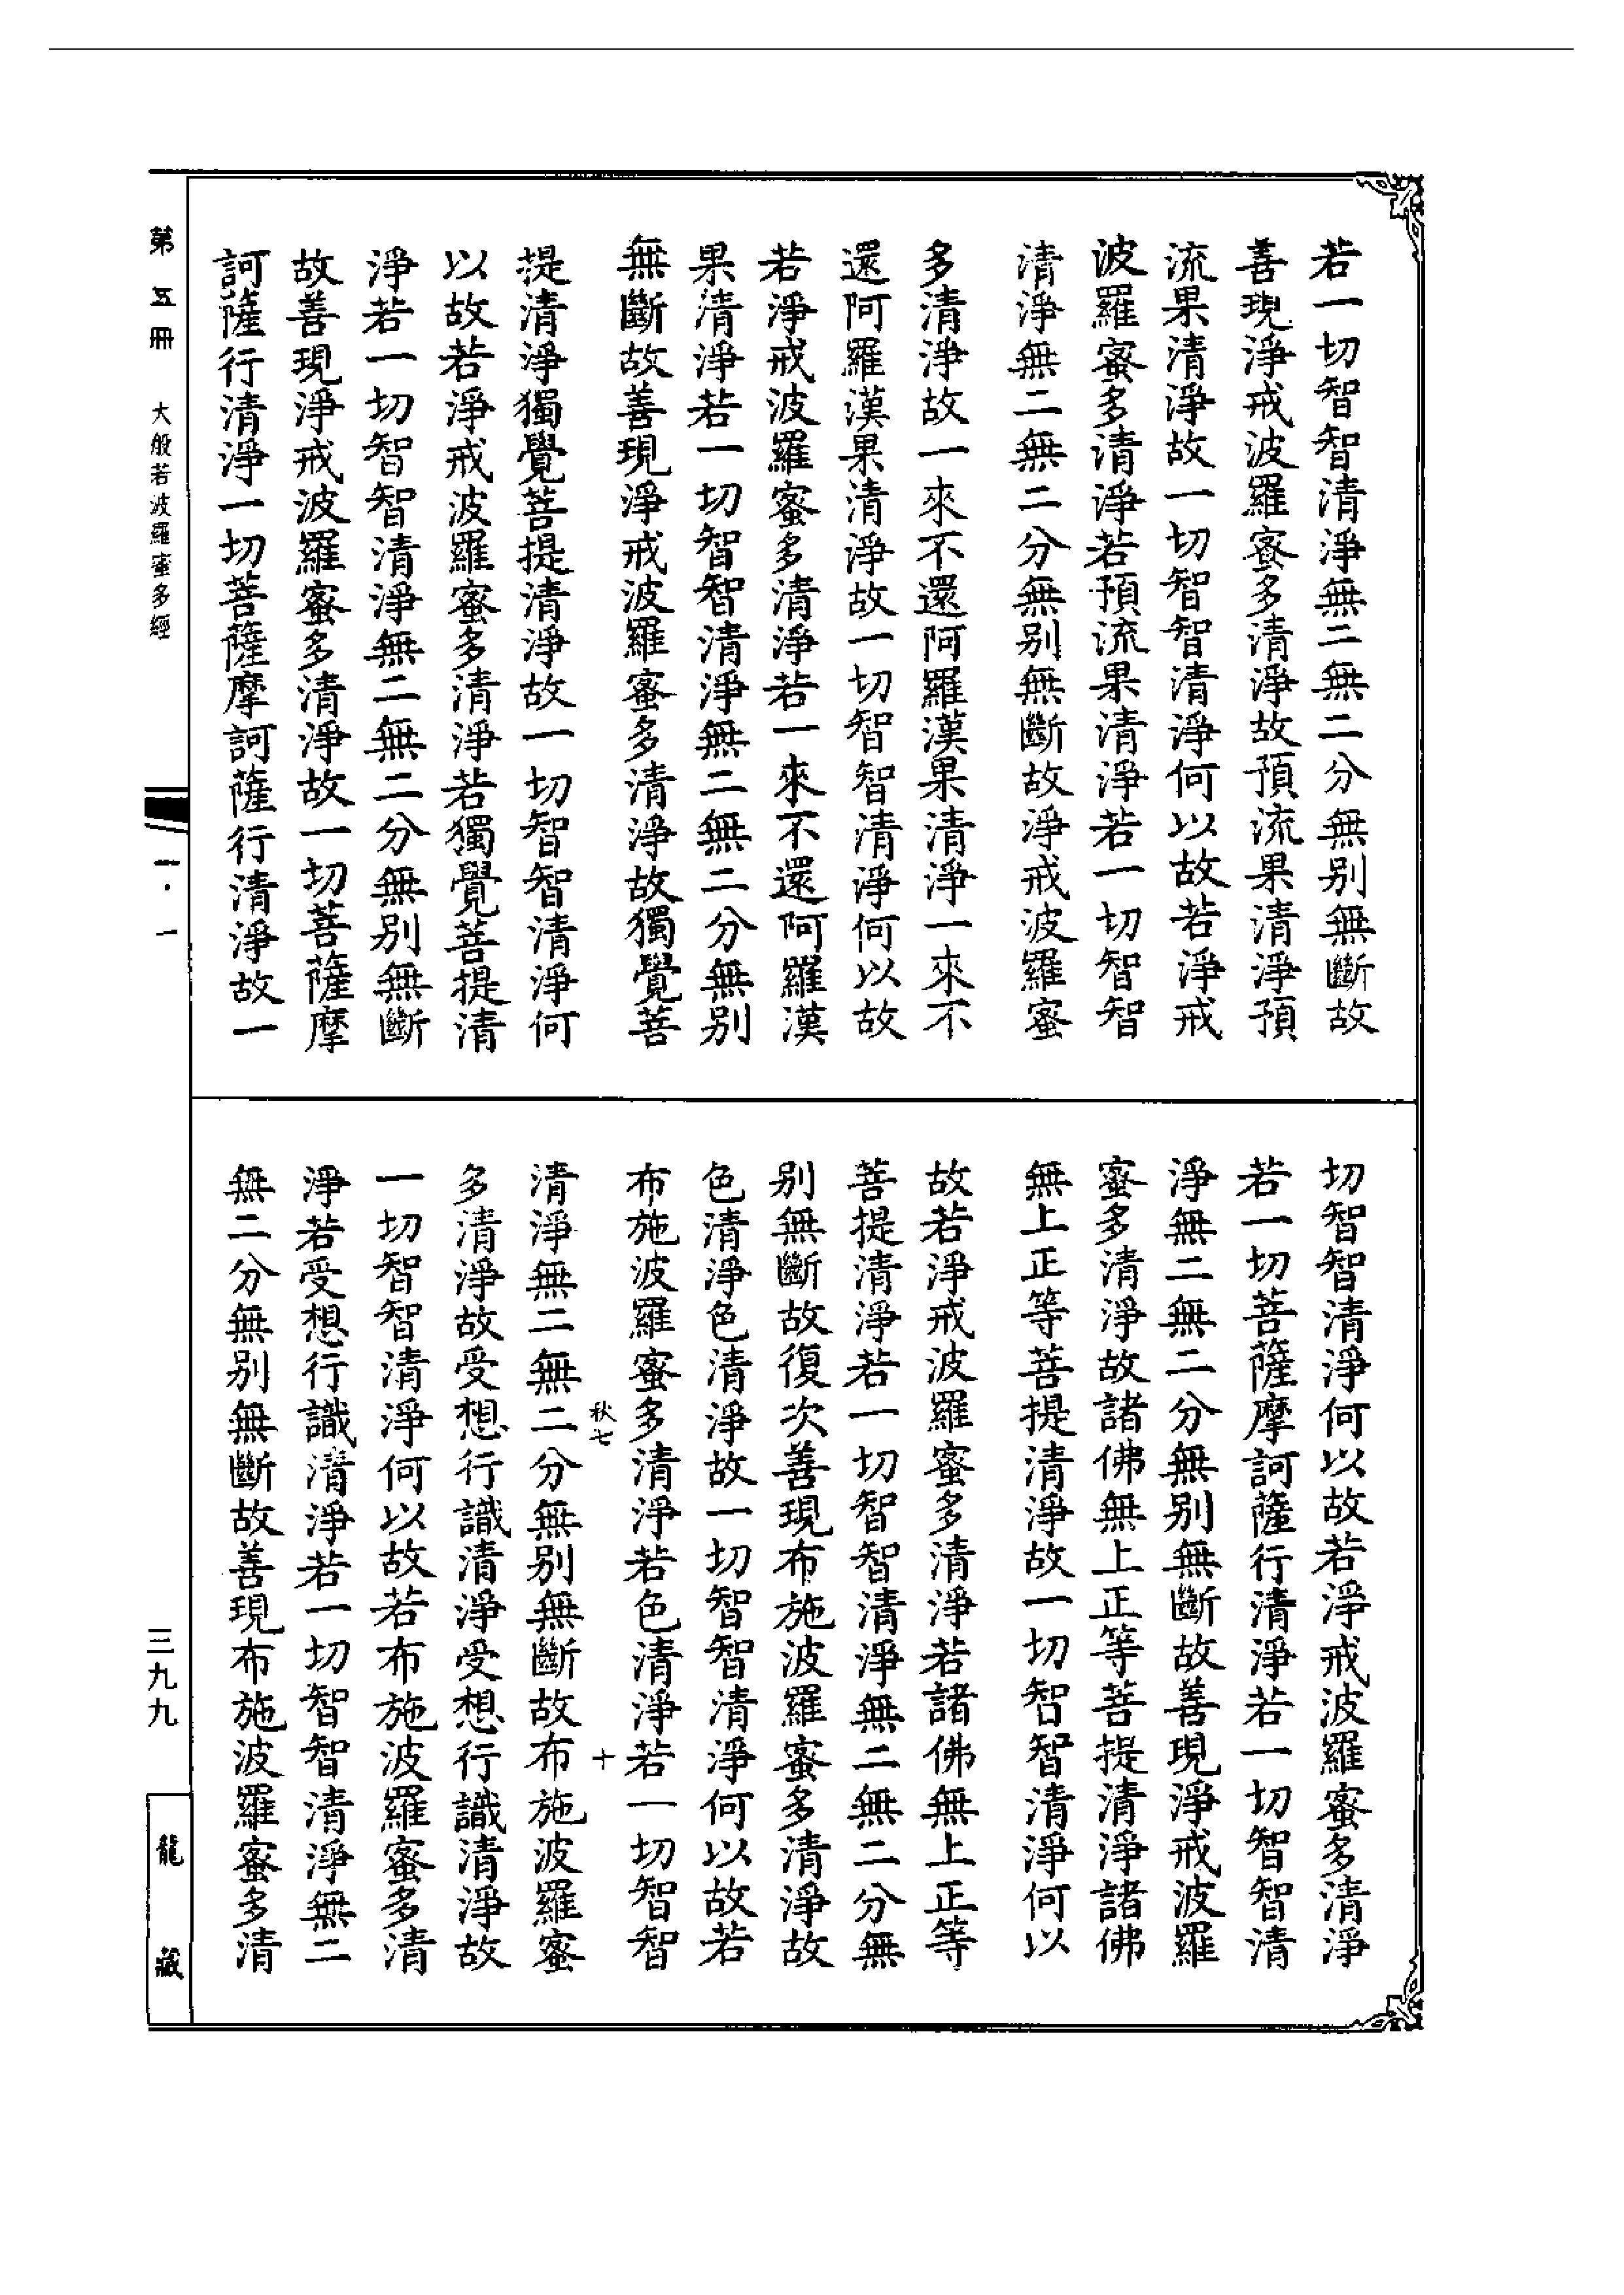 若一切智智清淨無二無二分無别無斷故
善現淨戒波羅蜜多清淨故預流果清淨預
流果清淨故一切智智清淨何以故若淨戒
波羅蜜多清淨若預流果清淨若一切智智
清淨無二無二分無别無斷故淨戒波羅蜜
多清淨故一來不還阿羅漢果清淨一來不
還阿羅漢果清淨故一切智智清淨何以故
若淨戒波羅蜜多清淨若一來不還阿羅漢
果清淨若一切智智清淨無二無二分無别
無斷故善現淨戒波羅蜜多清淨故獨覺菩
提清淨獨覺菩提清淨故一切智智清淨何
以故若淨戒波羅蜜多清淨若獨覺菩提清
淨若一切智智清淨無二無二分無别無斷
故善現淨戒波羅蜜多清淨故一切菩薩摩
訶薩行清淨一切菩薩摩訶薩行清淨故一
切智智清淨何以故若淨戒波羅蜜多清淨
若一切菩薩摩訶薩行清淨若一切智智清
淨無二無二分無别無斷故善現淨戒波羅
蜜多清淨故諸佛無上正等菩提清淨諸佛
無上正等菩提清淨故一切智智清淨何以
故若淨戒波羅蜜多清淨若諸佛無上正等
菩提清淨若一切智智清淨無二無二分無
别無斷故復次善現布施波羅蜜多清淨故
色清淨色清淨故一切智智清淨何以故若
布施波羅蜜多清淨若色清淨若一切智智
秋七 十
清淨無二無二分無别無斷故布施波羅蜜
多清淨故受想行識清淨受想行識清淨故
一切智智清淨何以故若布施波羅蜜多清
淨若受想行識清淨若一切智智清淨無二
無二分無别無斷故善現布施波羅蜜多清
第五冊 大般若波羅蜜多經 一·一 三九九
龍藏